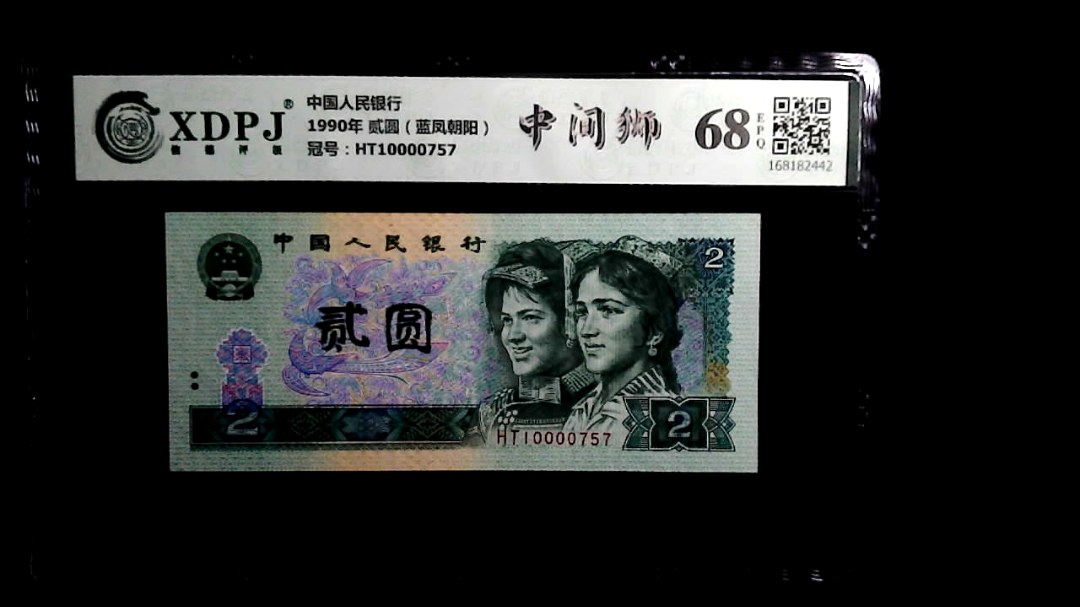 XDPJ®
中国人民银行
1990年 贰圆（蓝凤朝阳）
冠号：HT10000757
中间狮
68
EPQ
168182442
中国人民银行
2
贰圆
2
HT10000757
2